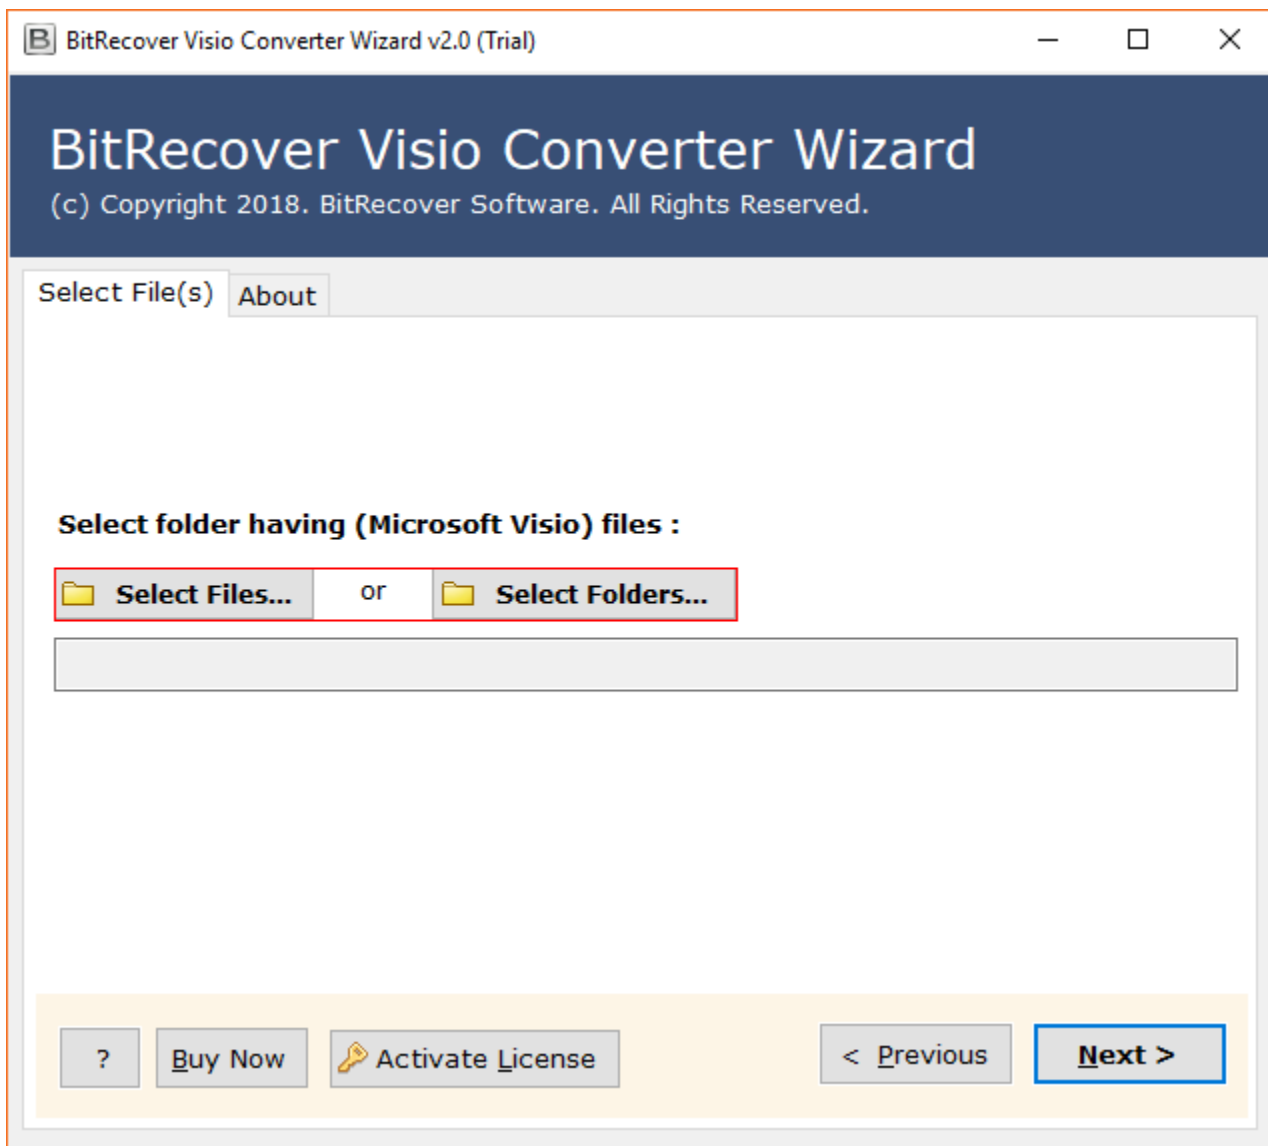 B BitRecover Visio Converter Wizard v2.0 (Trial)
BitRecover Visio Converter Wizard
(c) Copyright 2018. BitRecover Software. All Rights Reserved.
Select File(s) About
Select folder having (Microsoft Visio) files :
Select Files... or Select Folders...
? Buy Now Activate License < Previous Next >